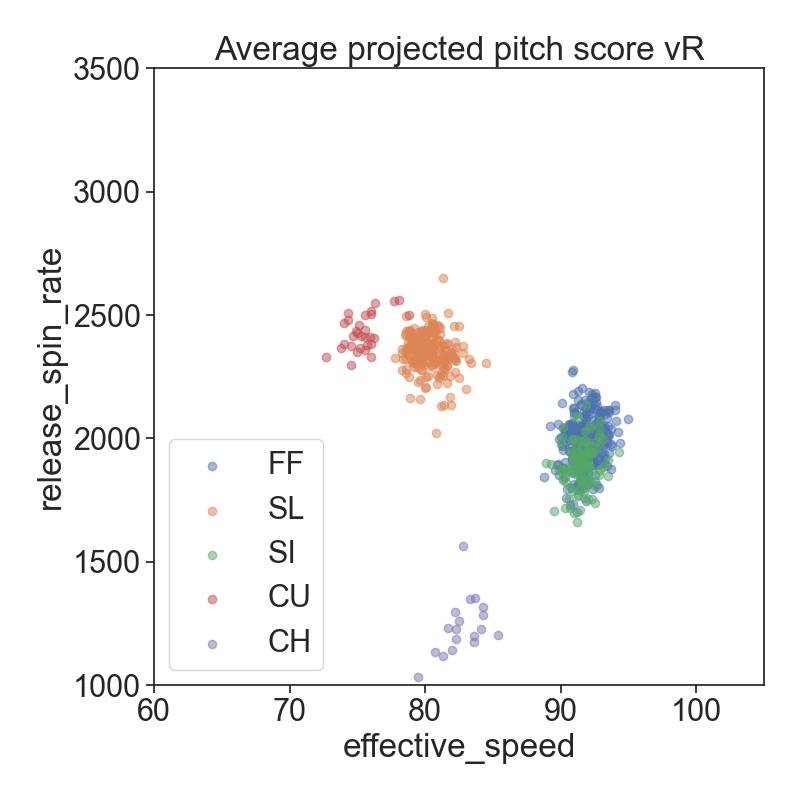 Average projected pitch score vR
3500
3000
2500
2000
1500
1000
release_spin_rate
FF
SL
SI
CU
CH
60 70 80 90 100
effective_speed